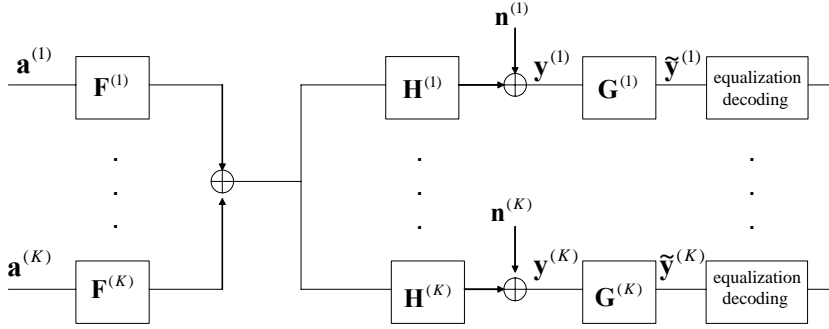 𝐧⁽¹⁾
𝐚⁽¹⁾ 𝐅⁽¹⁾ 𝐇⁽¹⁾ 𝐲⁽¹⁾ 𝐆⁽¹⁾ 𝐲̃⁽¹⁾ equalization
decoding
𝐧⁽ᴷ⁾
𝐚⁽ᴷ⁾ 𝐅⁽ᴷ⁾ 𝐇⁽ᴷ⁾ 𝐲⁽ᴷ⁾ 𝐆⁽ᴷ⁾ 𝐲̃⁽ᴷ⁾ equalization
decoding